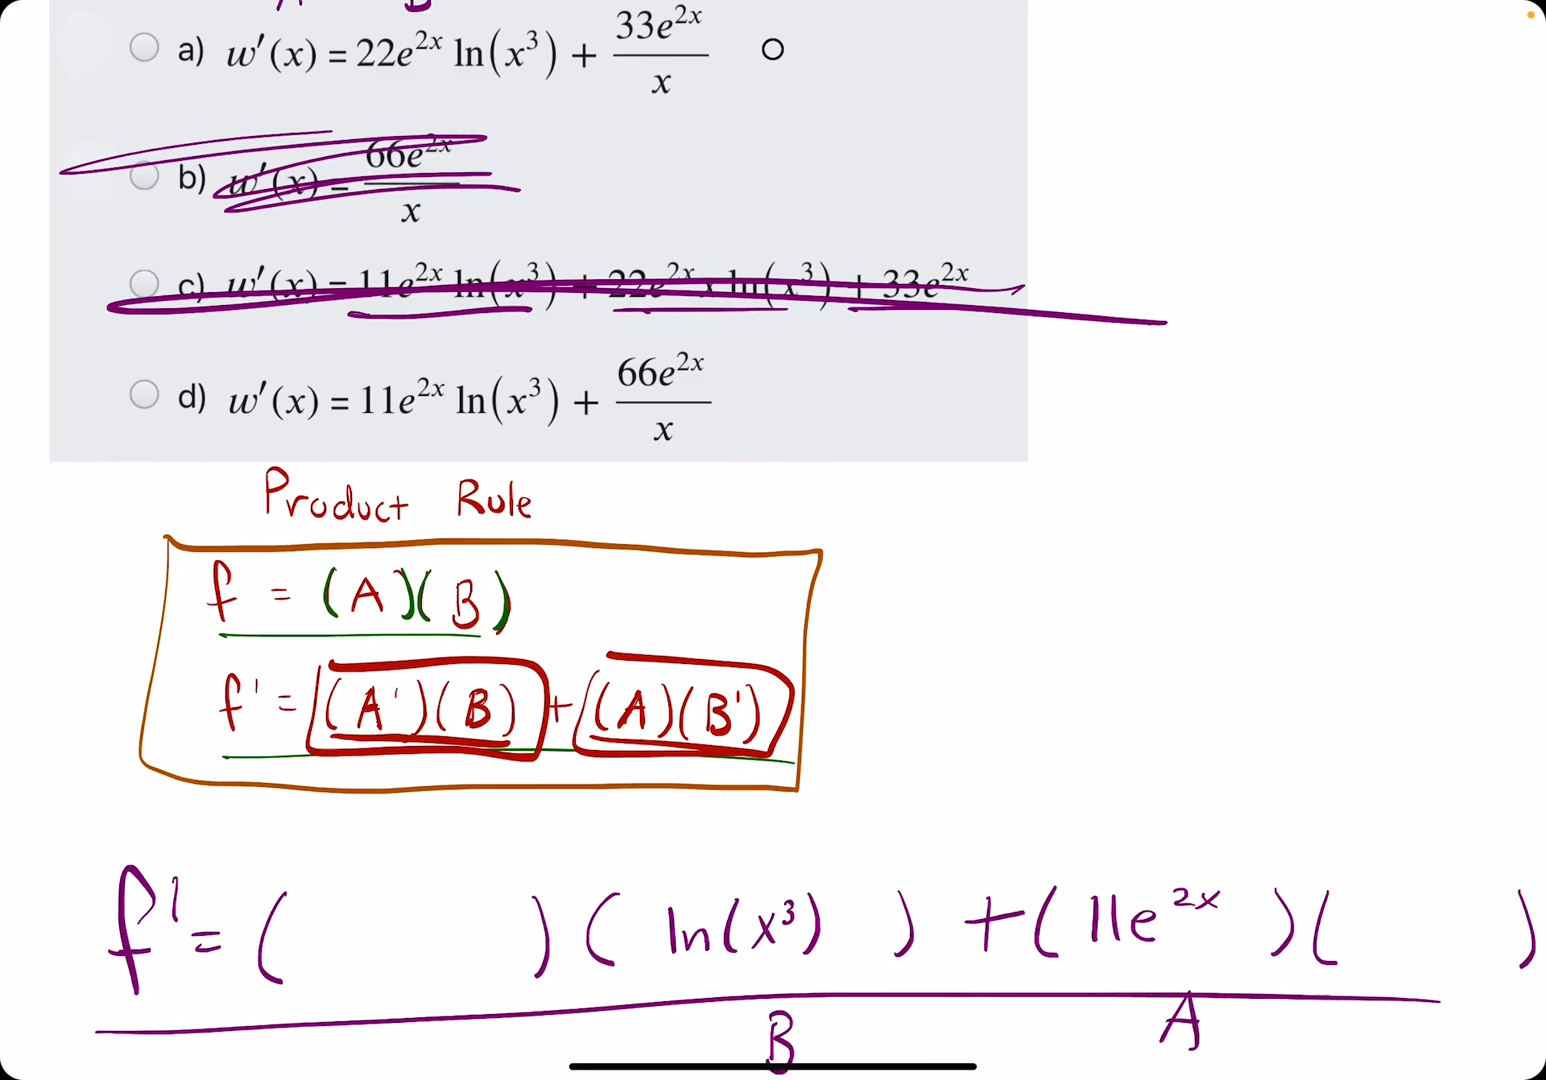 a) w′(x) = 22e^{2x} ln(x³) + 33e^{2x}/x
b) w′(x) = 66e^{2x}/x
c) w′(x) = 11e^{2x} ln(x³) + 22e^{2x} x ln(x³) + 33e^{2x}
d) w′(x) = 11e^{2x} ln(x³) + 66e^{2x}/x
Product Rule
f = (A)(B)
f' = (A')(B) + (A)(B')
f' = ( )( ln(x³) ) + ( 11e^{2x} )( )
B A